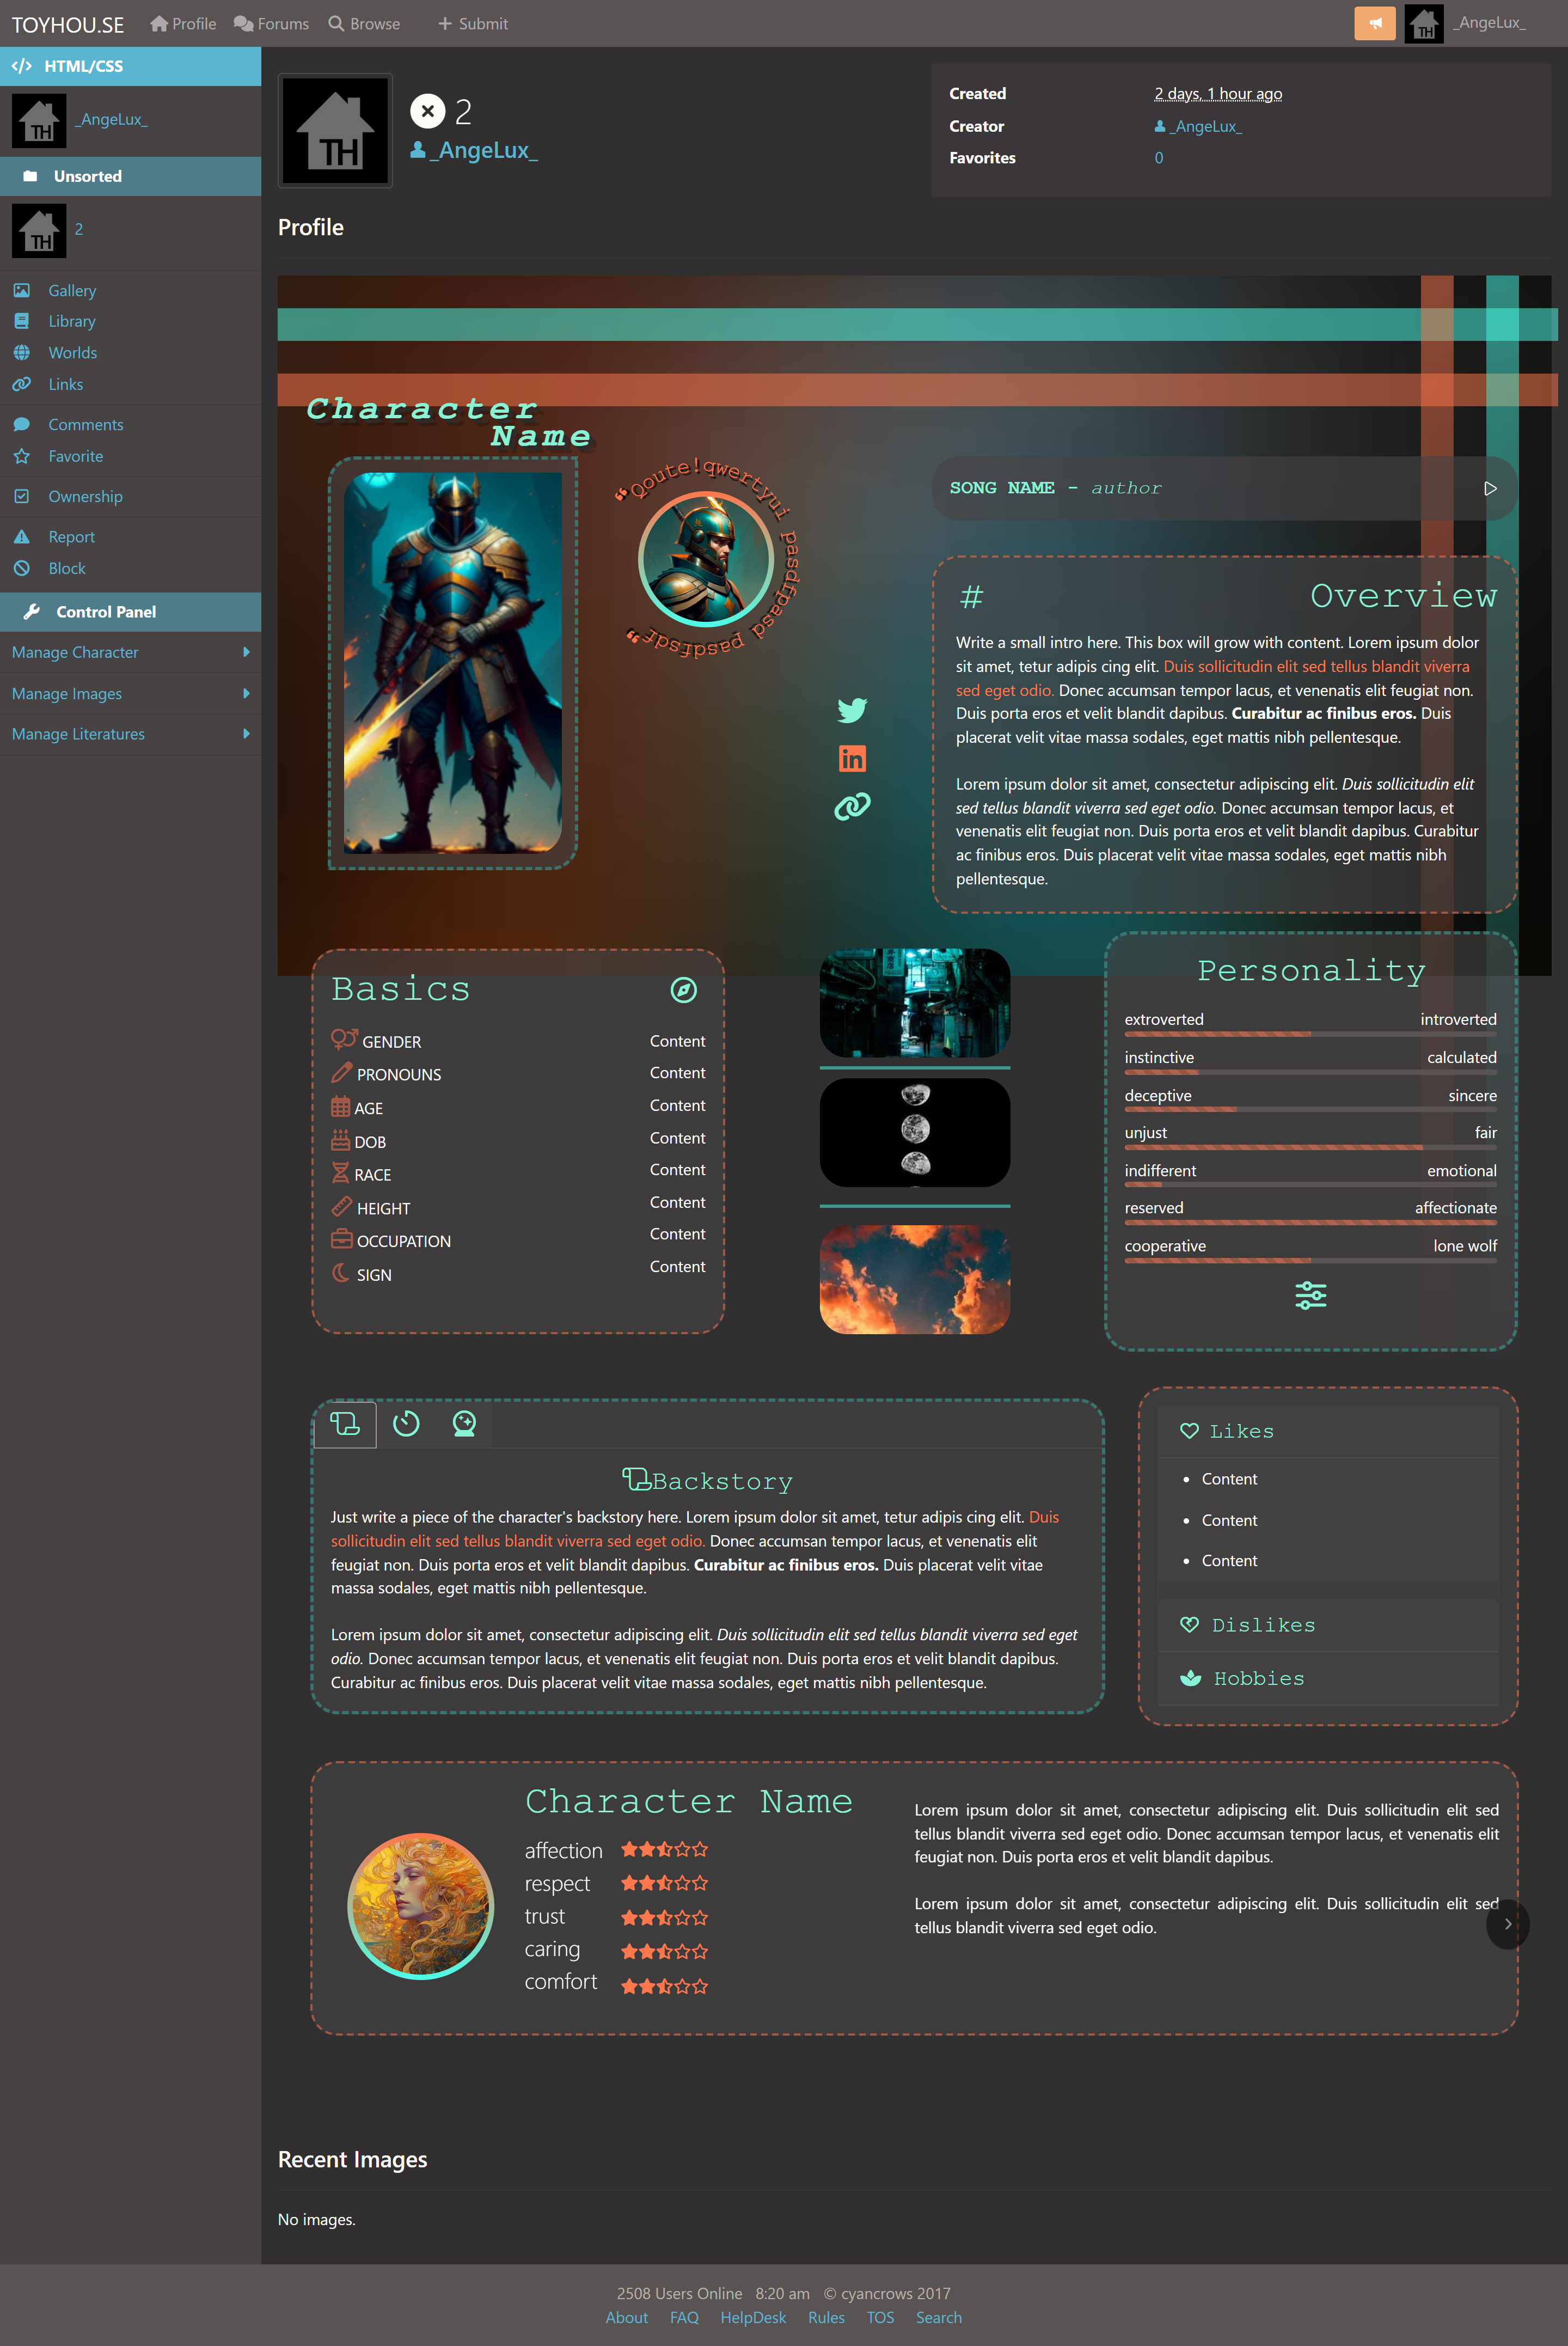 TOYHOU.SE Profile Forums Browse Submit _AngeLux_
HTML/CSS
TH _AngeLux_
Unsorted
TH 2
Gallery
Library
Worlds
Links
Comments
Favorite
Ownership
Report
Block
Control Panel
Manage Character
Manage Images
Manage Literatures
TH
2
_AngeLux_
Created 2 days, 1 hour ago
Creator _AngeLux_
Favorites 0
Profile
Character
Name
“Qoute!qwertyui pasdfpasd pasdfsdf“
SONG NAME - author
# Overview
Write a small intro here. This box will grow with content. Lorem ipsum dolor
sit amet, tetur adipis cing elit. Duis sollicitudin elit sed tellus blandit viverra
sed eget odio. Donec accumsan tempor lacus, et venenatis elit feugiat non.
Duis porta eros et velit blandit dapibus. Curabitur ac finibus eros. Duis
placerat velit vitae massa sodales, eget mattis nibh pellentesque.
Lorem ipsum dolor sit amet, consectetur adipiscing elit. Duis sollicitudin elit
sed tellus blandit viverra sed eget odio. Donec accumsan tempor lacus, et
venenatis elit feugiat non. Duis porta eros et velit blandit dapibus. Curabitur
ac finibus eros. Duis placerat velit vitae massa sodales, eget mattis nibh
pellentesque.
Basics
GENDER Content
PRONOUNS Content
AGE Content
DOB Content
RACE Content
HEIGHT Content
OCCUPATION Content
SIGN Content
Personality
extroverted introverted
instinctive calculated
deceptive sincere
unjust fair
indifferent emotional
reserved affectionate
cooperative lone wolf
Backstory
Just write a piece of the character's backstory here. Lorem ipsum dolor sit amet, tetur adipis cing elit. Duis
sollicitudin elit sed tellus blandit viverra sed eget odio. Donec accumsan tempor lacus, et venenatis elit
feugiat non. Duis porta eros et velit blandit dapibus. Curabitur ac finibus eros. Duis placerat velit vitae
massa sodales, eget mattis nibh pellentesque.
Lorem ipsum dolor sit amet, consectetur adipiscing elit. Duis sollicitudin elit sed tellus blandit viverra sed eget
odio. Donec accumsan tempor lacus, et venenatis elit feugiat non. Duis porta eros et velit blandit dapibus.
Curabitur ac finibus eros. Duis placerat velit vitae massa sodales, eget mattis nibh pellentesque.
Likes
Content
Content
Content
Dislikes
Hobbies
Character Name
affection
respect
trust
caring
comfort
Lorem ipsum dolor sit amet, consectetur adipiscing elit. Duis sollicitudin elit sed
tellus blandit viverra sed eget odio. Donec accumsan tempor lacus, et venenatis elit
feugiat non. Duis porta eros et velit blandit dapibus.
Lorem ipsum dolor sit amet, consectetur adipiscing elit. Duis sollicitudin elit sed
tellus blandit viverra sed eget odio.
Recent Images
No images.
2508 Users Online 8:20 am © cyancrows 2017
About FAQ HelpDesk Rules TOS Search